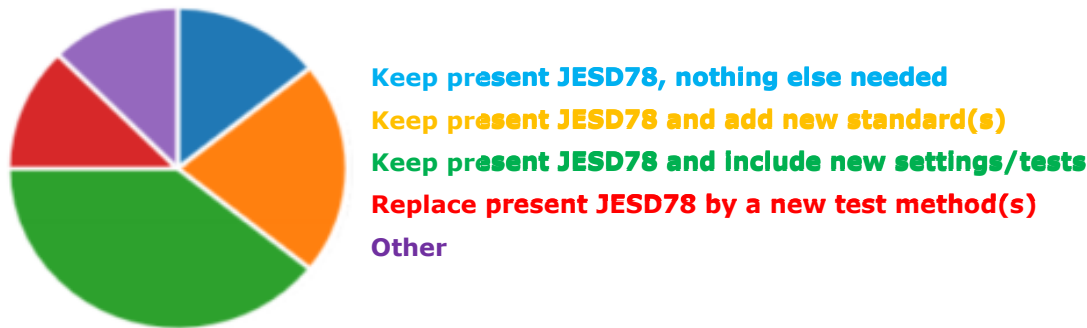 Keep present JESD78, nothing else needed
Keep present JESD78 and add new standard(s)
Keep present JESD78 and include new settings/tests
Replace present JESD78 by a new test method(s)
Other